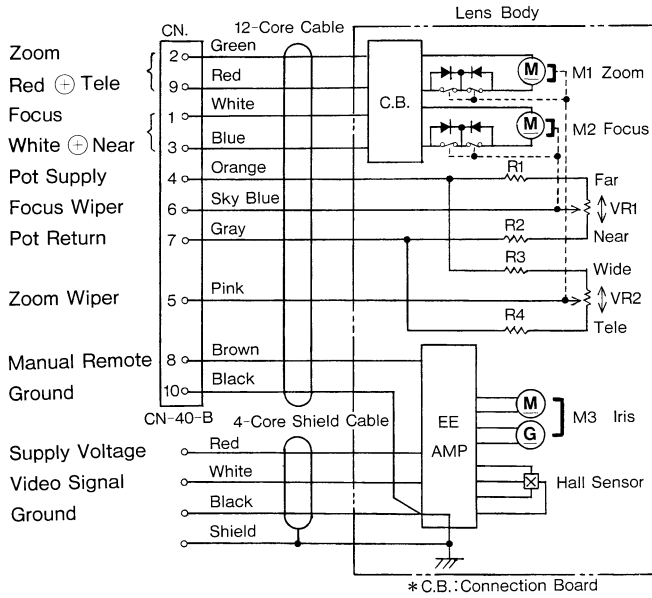 CN. 12-Core Cable Lens Body
Zoom 2 Green M M1 Zoom
Red + Tele 9 Red
Focus 1 White C.B. M M2 Focus
White + Near 3 Blue
Pot Supply 4 Orange R1 Far
Focus Wiper 6 Sky Blue VR1
Pot Return 7 Gray R2 Near
R3 Wide
Zoom Wiper 5 Pink VR2
R4 Tele
Manual Remote 8 Brown
Ground 10 Black M
CN-40-B 4-Core Shield Cable EE AMP M3 Iris
G
Supply Voltage Red
Video Signal White Hall Sensor
Ground Black
Shield
* C.B.: Connection Board